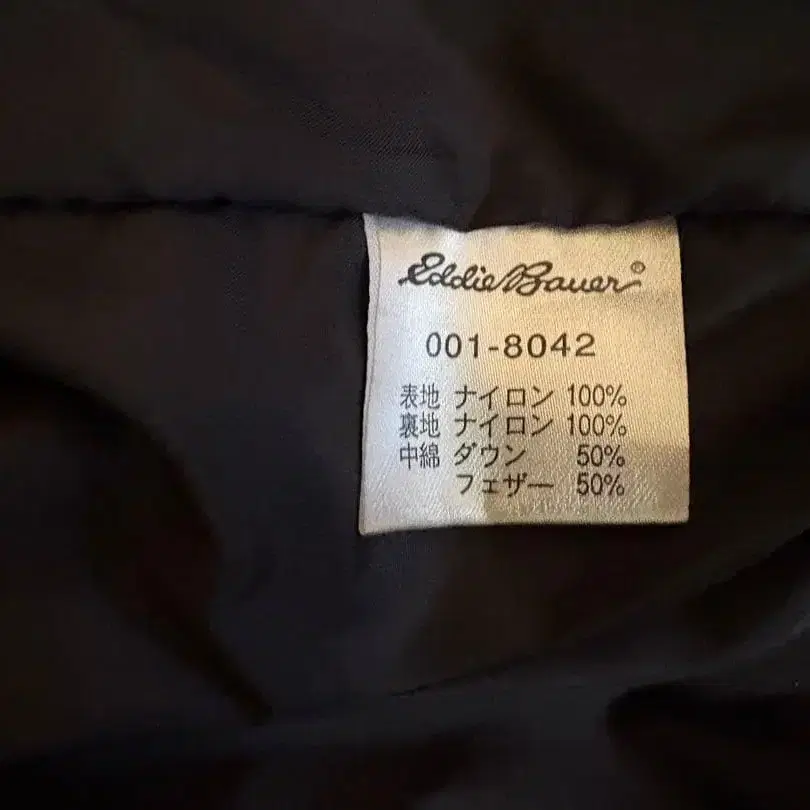 Eddie Bauer®
001-8042
表地 ナイロン 100%
裏地 ナイロン 100%
中綿 ダウン 50%
フェザー 50%